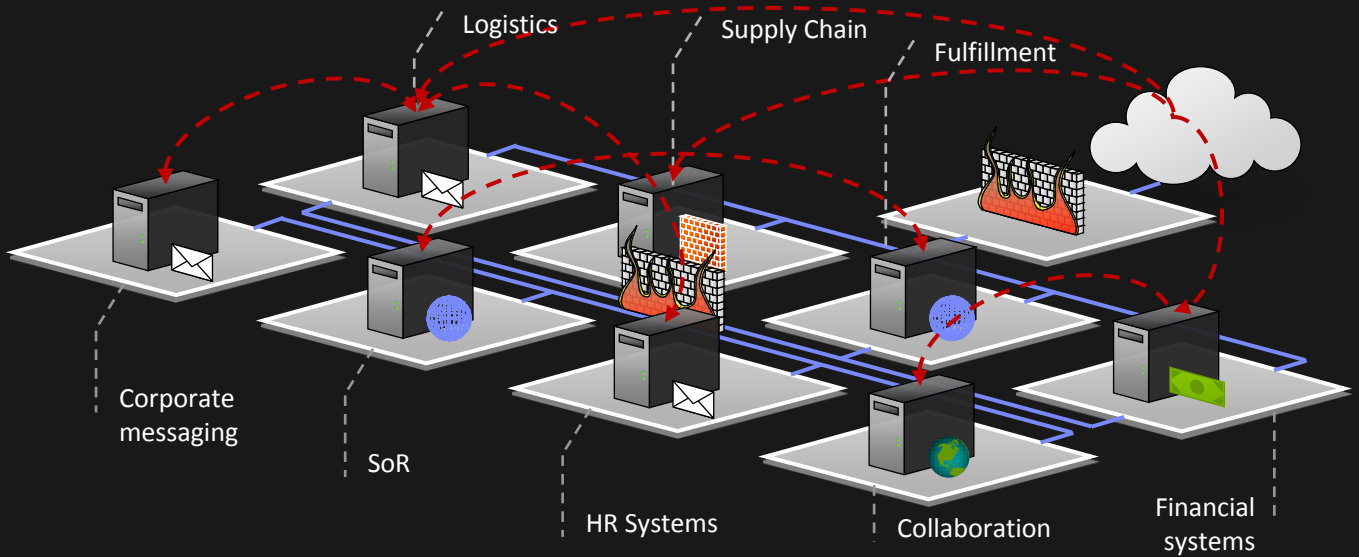 Logistics
Supply Chain
Fulfillment
Corporate
messaging
SoR
HR Systems
Collaboration
Financial
systems